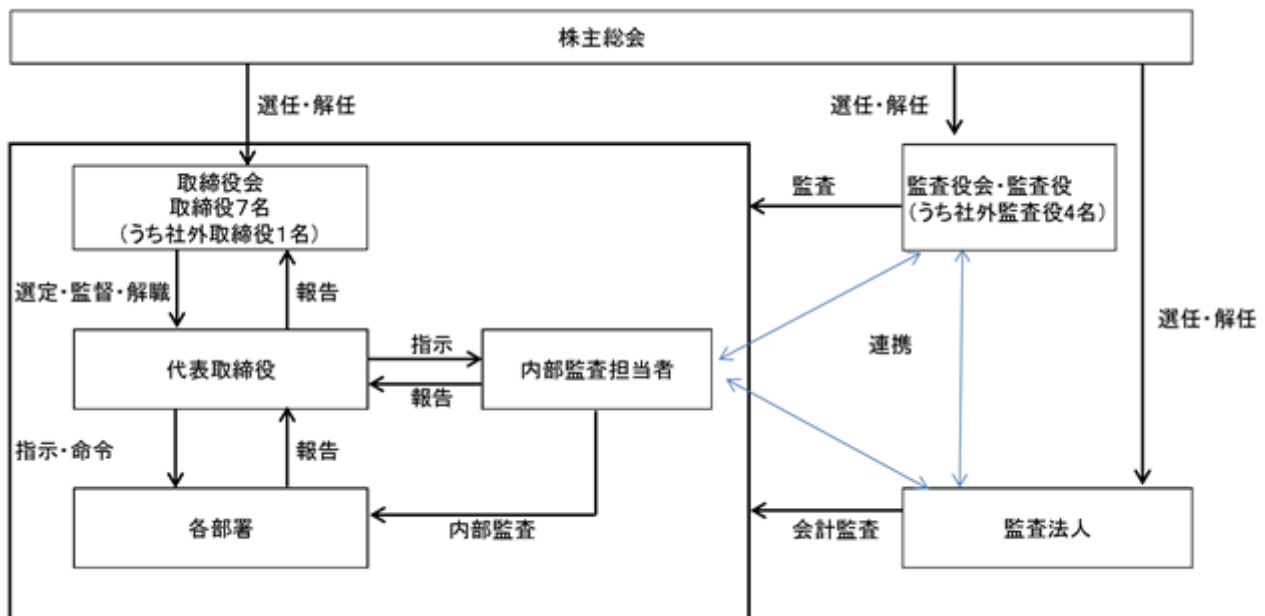 株主総会
選任・解任
選任・解任
取締役会
取締役7名
(うち社外取締役1名)
監査
監査役会・監査役
(うち社外監査役4名)
選定・監督・解職
報告
選任・解任
連携
代表取締役
指示
報告
内部監査担当者
指示・命令
報告
各部署
内部監査
会計監査
監査法人